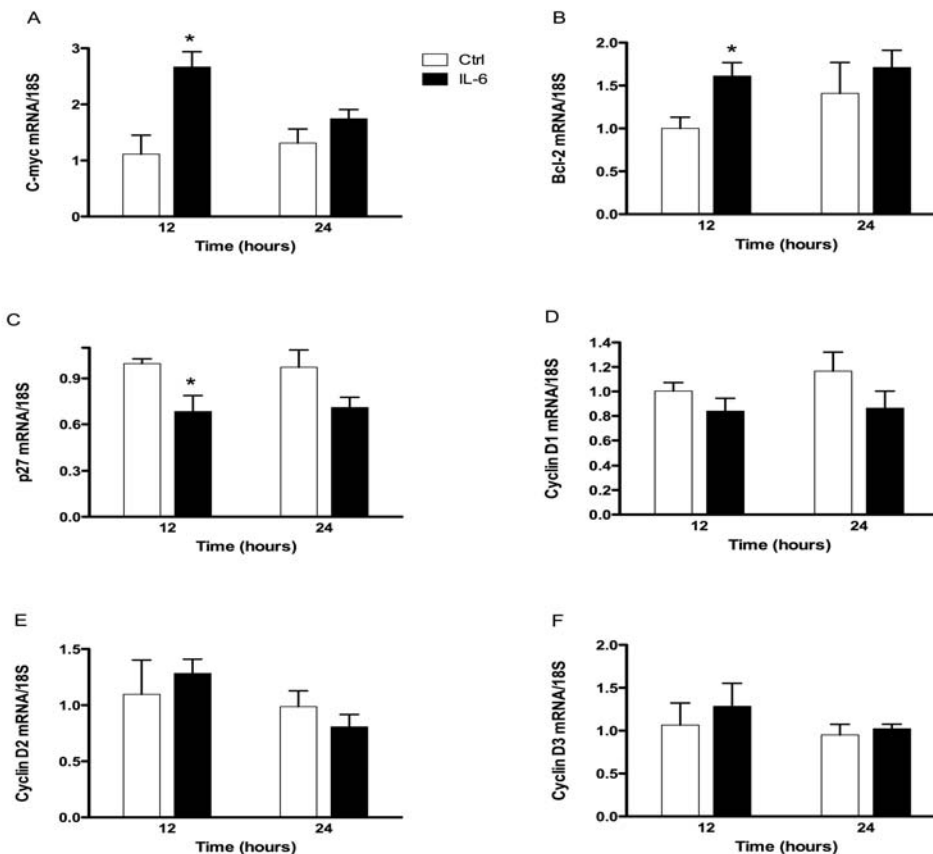 A
C-myc mRNA/18S
3
2
1
0
*
12
24
Time (hours)
Ctrl
IL-6
B
Bcl-2 mRNA/18S
2.0
1.5
1.0
0.5
0.0
*
12
24
Time (hours)
C
p27 mRNA/18S
0.9
0.6
0.3
0.0
*
12
24
Time (hours)
D
Cyclin D1 mRNA/18S
1.4
1.2
1.0
0.8
0.6
0.4
0.2
0.0
12
24
Time (hours)
E
Cyclin D2 mRNA/18S
1.5
1.0
0.5
0.0
12
24
Time (hours)
F
Cyclin D3 mRNA/18S
2.0
1.5
1.0
0.5
0.0
12
24
Time (hours)